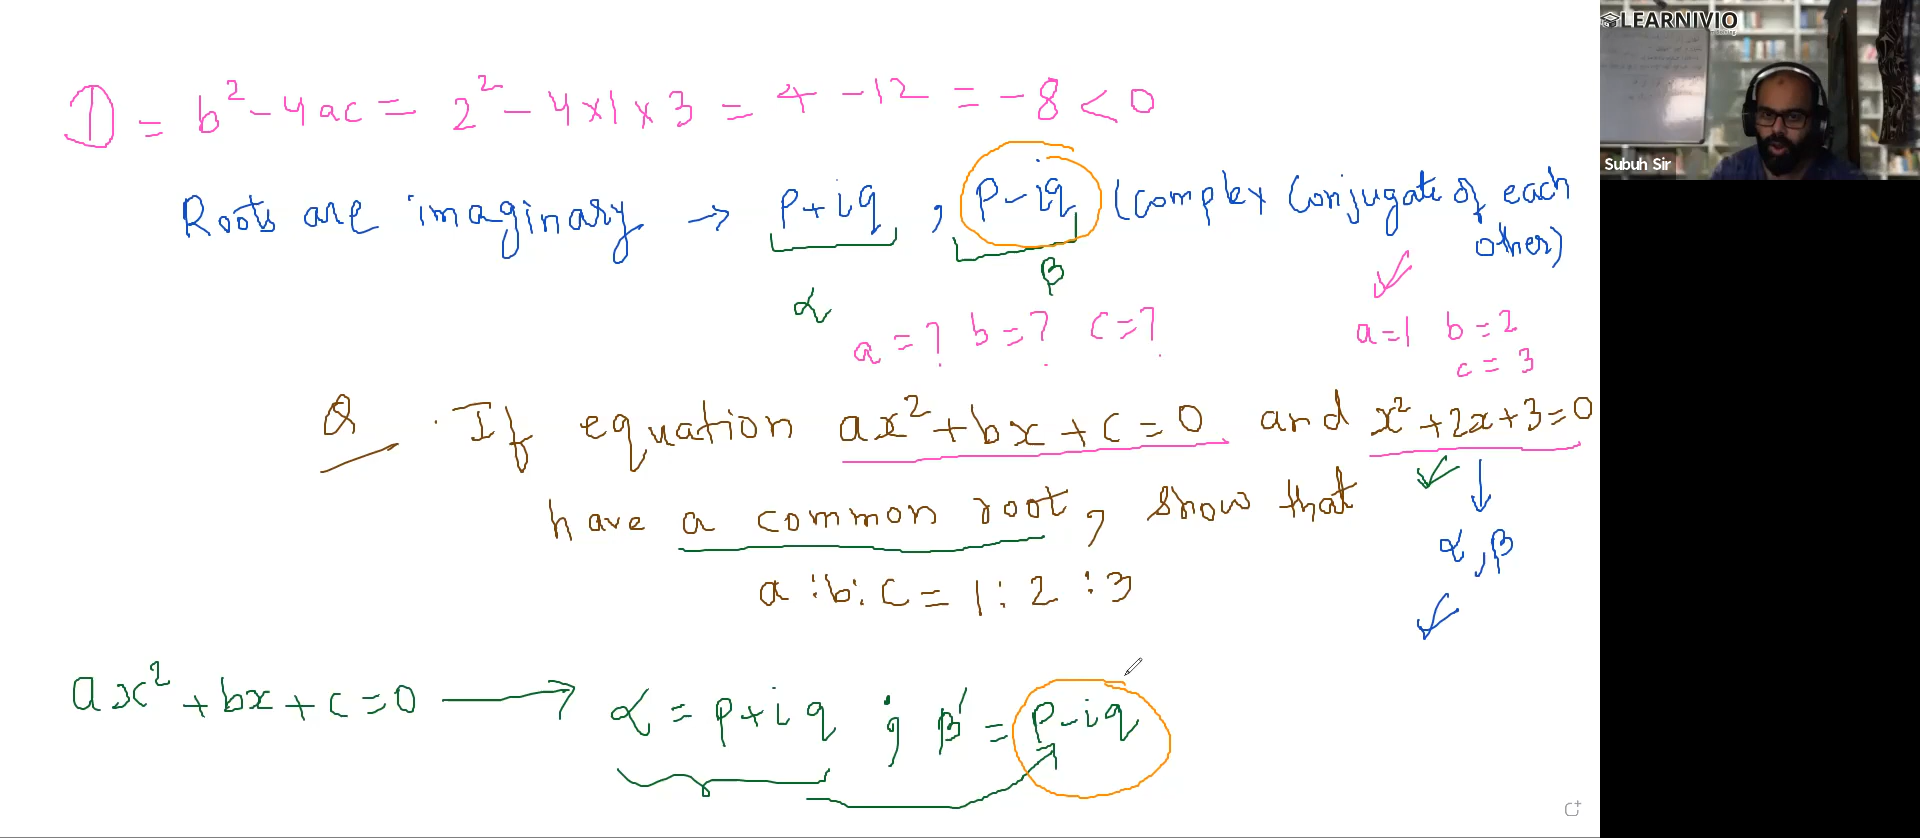 D = b² - 4ac = 2² - 4×1×3 = 4 - 12 = -8 < 0
Roots are imaginary → p+iq , p-iq (Complex Conjugate of each
other)
α β
a=? b=? c=?
a=1 b=2
c=3
Q . If equation ax²+bx+c=0 and x²+2x+3=0
have a common root, show that
α, β
a:b:c = 1:2:3
ax²+bx+c=0 → α = p+iq ; β' = p-iq
LEARNIVIO
Subuh Sir